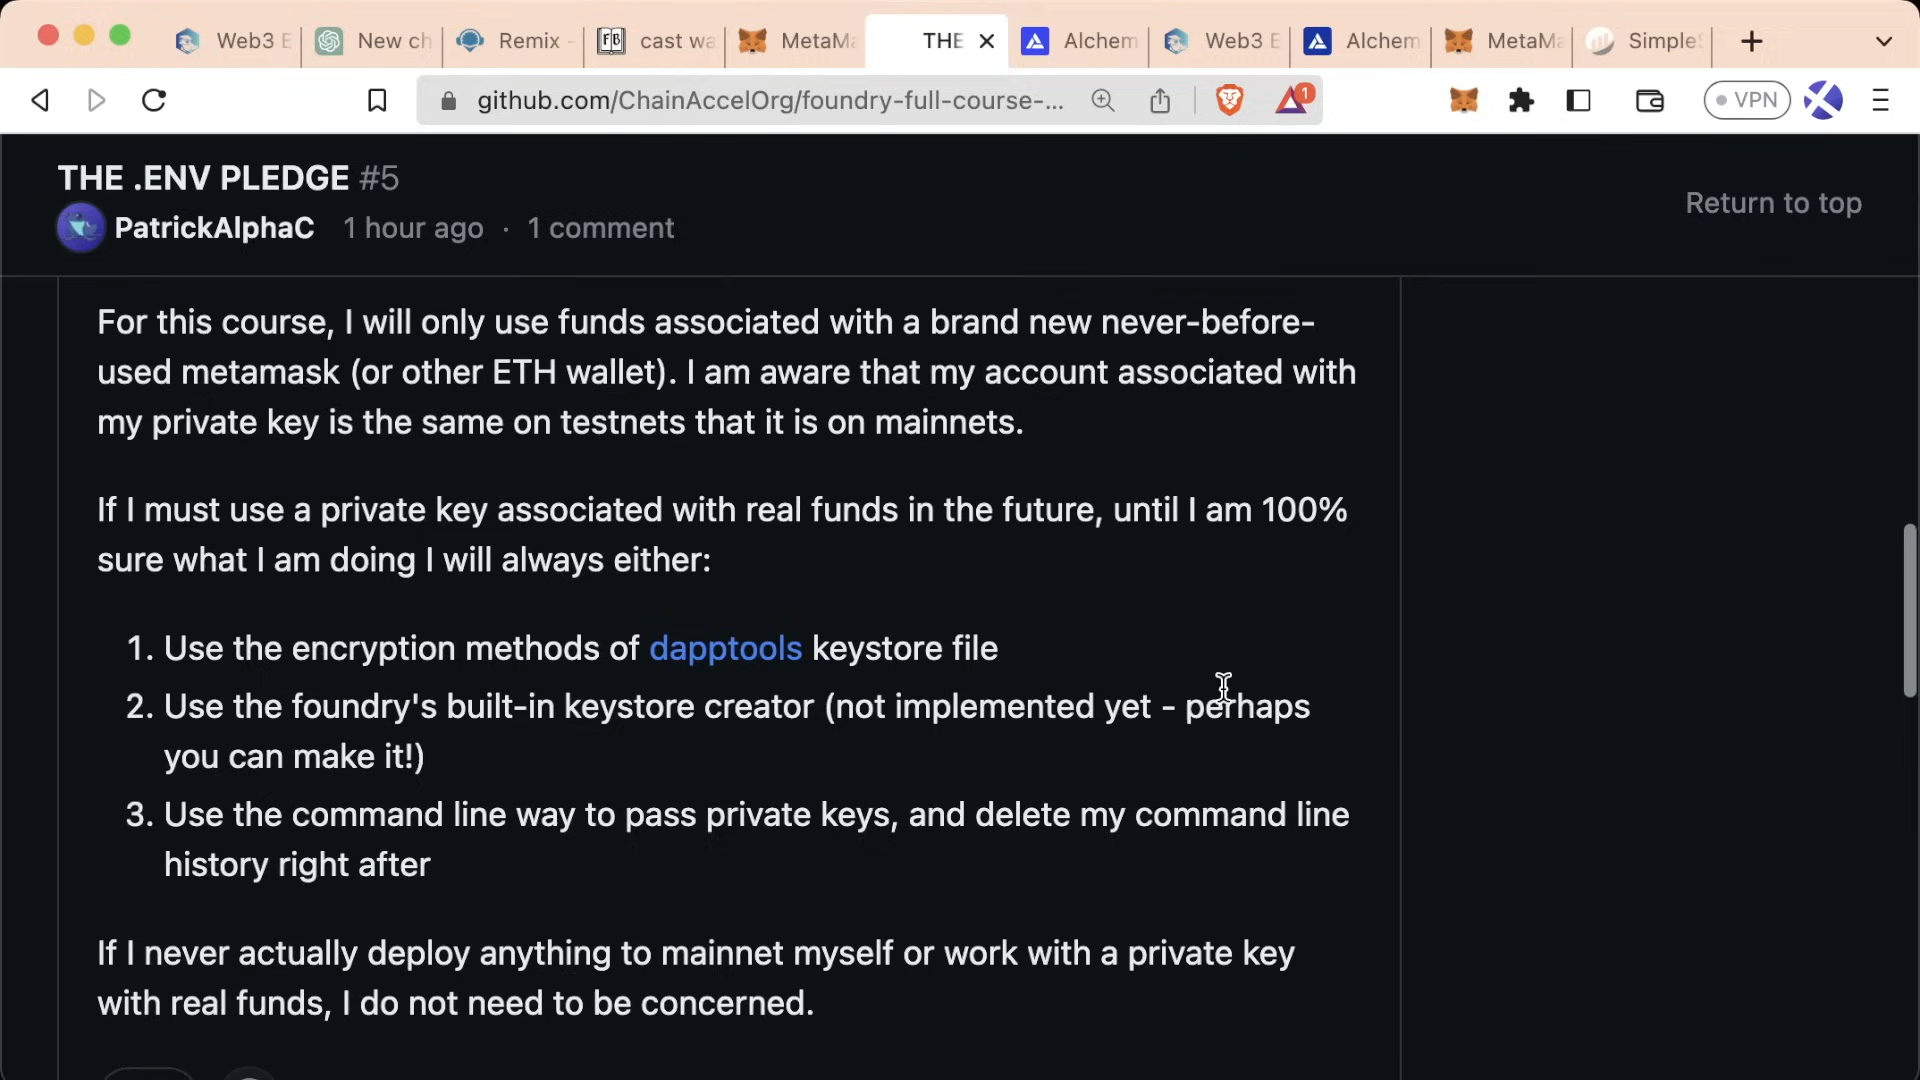 Web3 E
New ch
Remix -
cast wa
MetaMa
THE
Alchem
Web3 E
Alchem
MetaMa
Simple
github.com/ChainAccelOrg/foundry-full-course-...
1
VPN
THE .ENV PLEDGE #5
PatrickAlphaC 1 hour ago · 1 comment
Return to top
For this course, I will only use funds associated with a brand new never-before-
used metamask (or other ETH wallet). I am aware that my account associated with
my private key is the same on testnets that it is on mainnets.
If I must use a private key associated with real funds in the future, until I am 100%
sure what I am doing I will always either:
1. Use the encryption methods of dapptools keystore file
2. Use the foundry's built-in keystore creator (not implemented yet - perhaps
you can make it!)
3. Use the command line way to pass private keys, and delete my command line
history right after
If I never actually deploy anything to mainnet myself or work with a private key
with real funds, I do not need to be concerned.